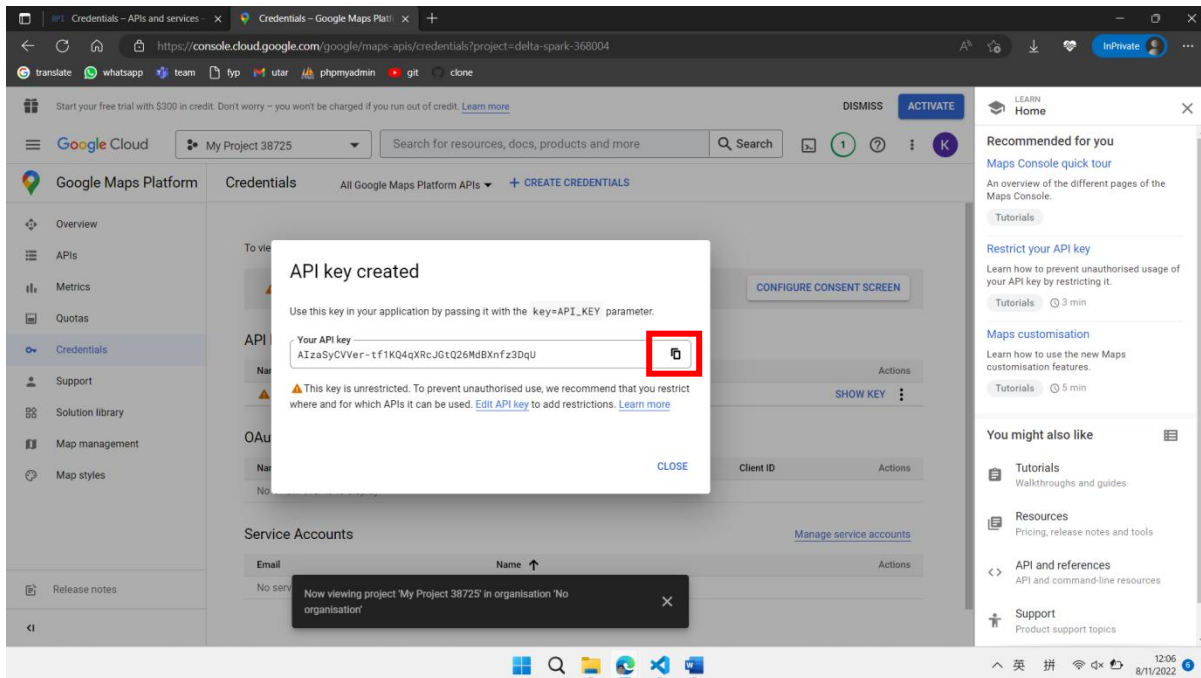 Credentials – APIs and services -
Credentials – Google Maps Platf
https://console.cloud.google.com/google/maps-apis/credentials?project=delta-spark-368004
InPrivate
translate whatsapp team fyp utar phpmyadmin git clone
Start your free trial with $300 in credit. Don't worry – you won't be charged if you run out of credit. Learn more
DISMISS
ACTIVATE
Google Cloud
My Project 38725
Search for resources, docs, products and more
Search
1
K
Google Maps Platform
Credentials
All Google Maps Platform APIs
+ CREATE CREDENTIALS
Overview
APIs
Metrics
Quotas
Credentials
Support
Solution library
Map management
Map styles
Release notes
To vie
CONFIGURE CONSENT SCREEN
API
Actions
SHOW KEY
API key created
Use this key in your application by passing it with the key=API_KEY parameter.
Your API key
AIzaSyCVVer-tf1KQ4qXRcJGtQ26MdBXnfz3DqU
This key is unrestricted. To prevent unauthorised use, we recommend that you restrict
where and for which APIs it can be used. Edit API key to add restrictions. Learn more
CLOSE
OAu
Client ID
Actions
No
Service Accounts
Manage service accounts
Email
Name
Actions
No serv
Now viewing project 'My Project 38725' in organisation 'No
organisation'
LEARN
Home
Recommended for you
Maps Console quick tour
An overview of the different pages of the
Maps Console.
Tutorials
Restrict your API key
Learn how to prevent unauthorised usage of
your API key by restricting it.
Tutorials 3 min
Maps customisation
Learn how to use the new Maps
customisation features.
Tutorials 5 min
You might also like
Tutorials
Walkthroughs and guides
Resources
Pricing, release notes and tools
API and references
API and command-line resources
Support
Product support topics
英 拼
12:06
8/11/2022
6